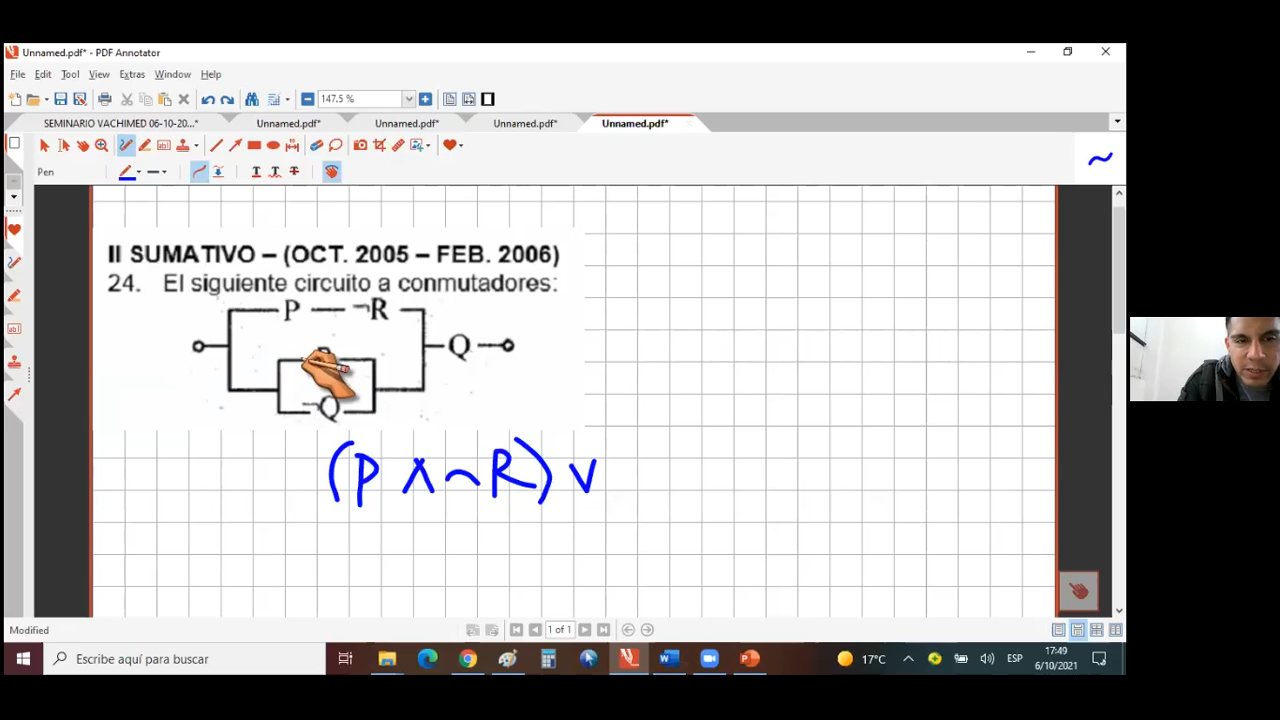 Unnamed.pdf* - PDF Annotator
File Edit Tool View Extras Window Help
147.5 %
SEMINARIO VACHIMED 06-10-20...* Unnamed.pdf* Unnamed.pdf* Unnamed.pdf* Unnamed.pdf*
Pen
~
II SUMATIVO – (OCT. 2005 – FEB. 2006)
24. El siguiente circuito a conmutadores:
P ¬R
Q
¬Q
(P ∧ ~R) ∨
1 of 1
Modified
Escribe aquí para buscar
17°C
ESP
17:49
6/10/2021